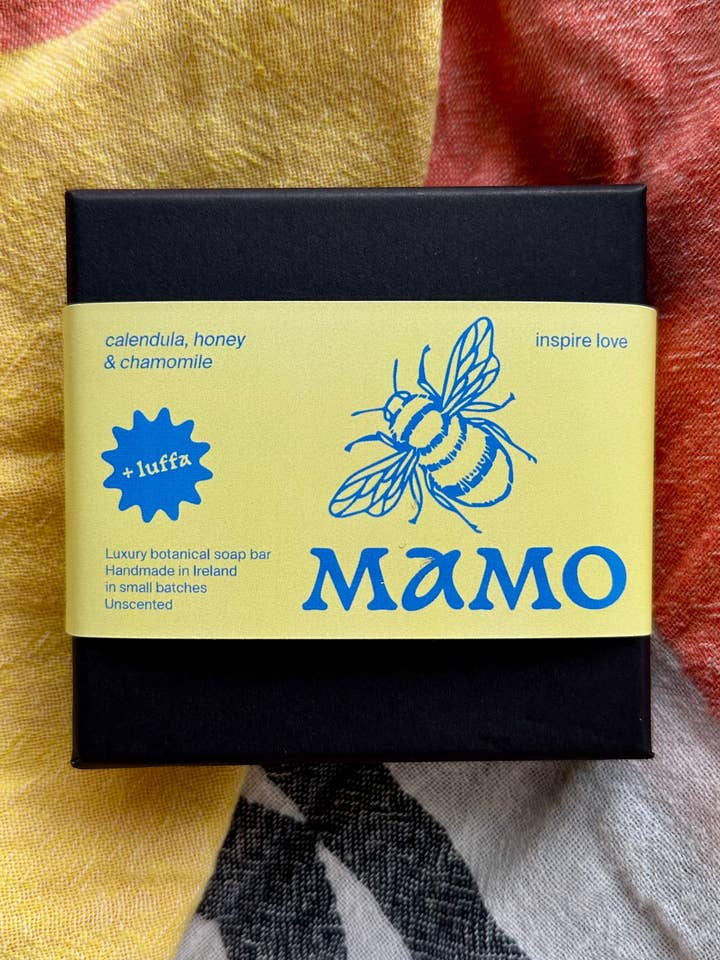 calendula, honey
& chamomile
inspire love
+ luffa
Luxury botanical soap bar
Handmade in Ireland
in small batches
Unscented
MaMO